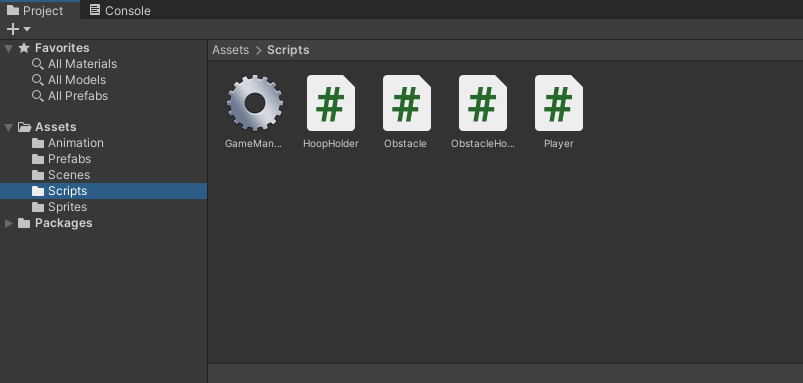 Project
Console
Favorites
All Materials
All Models
All Prefabs
Assets
Animation
Prefabs
Scenes
Scripts
Sprites
Packages
Assets > Scripts
GameMan...
HoopHolder
Obstacle
ObstacleHo...
Player